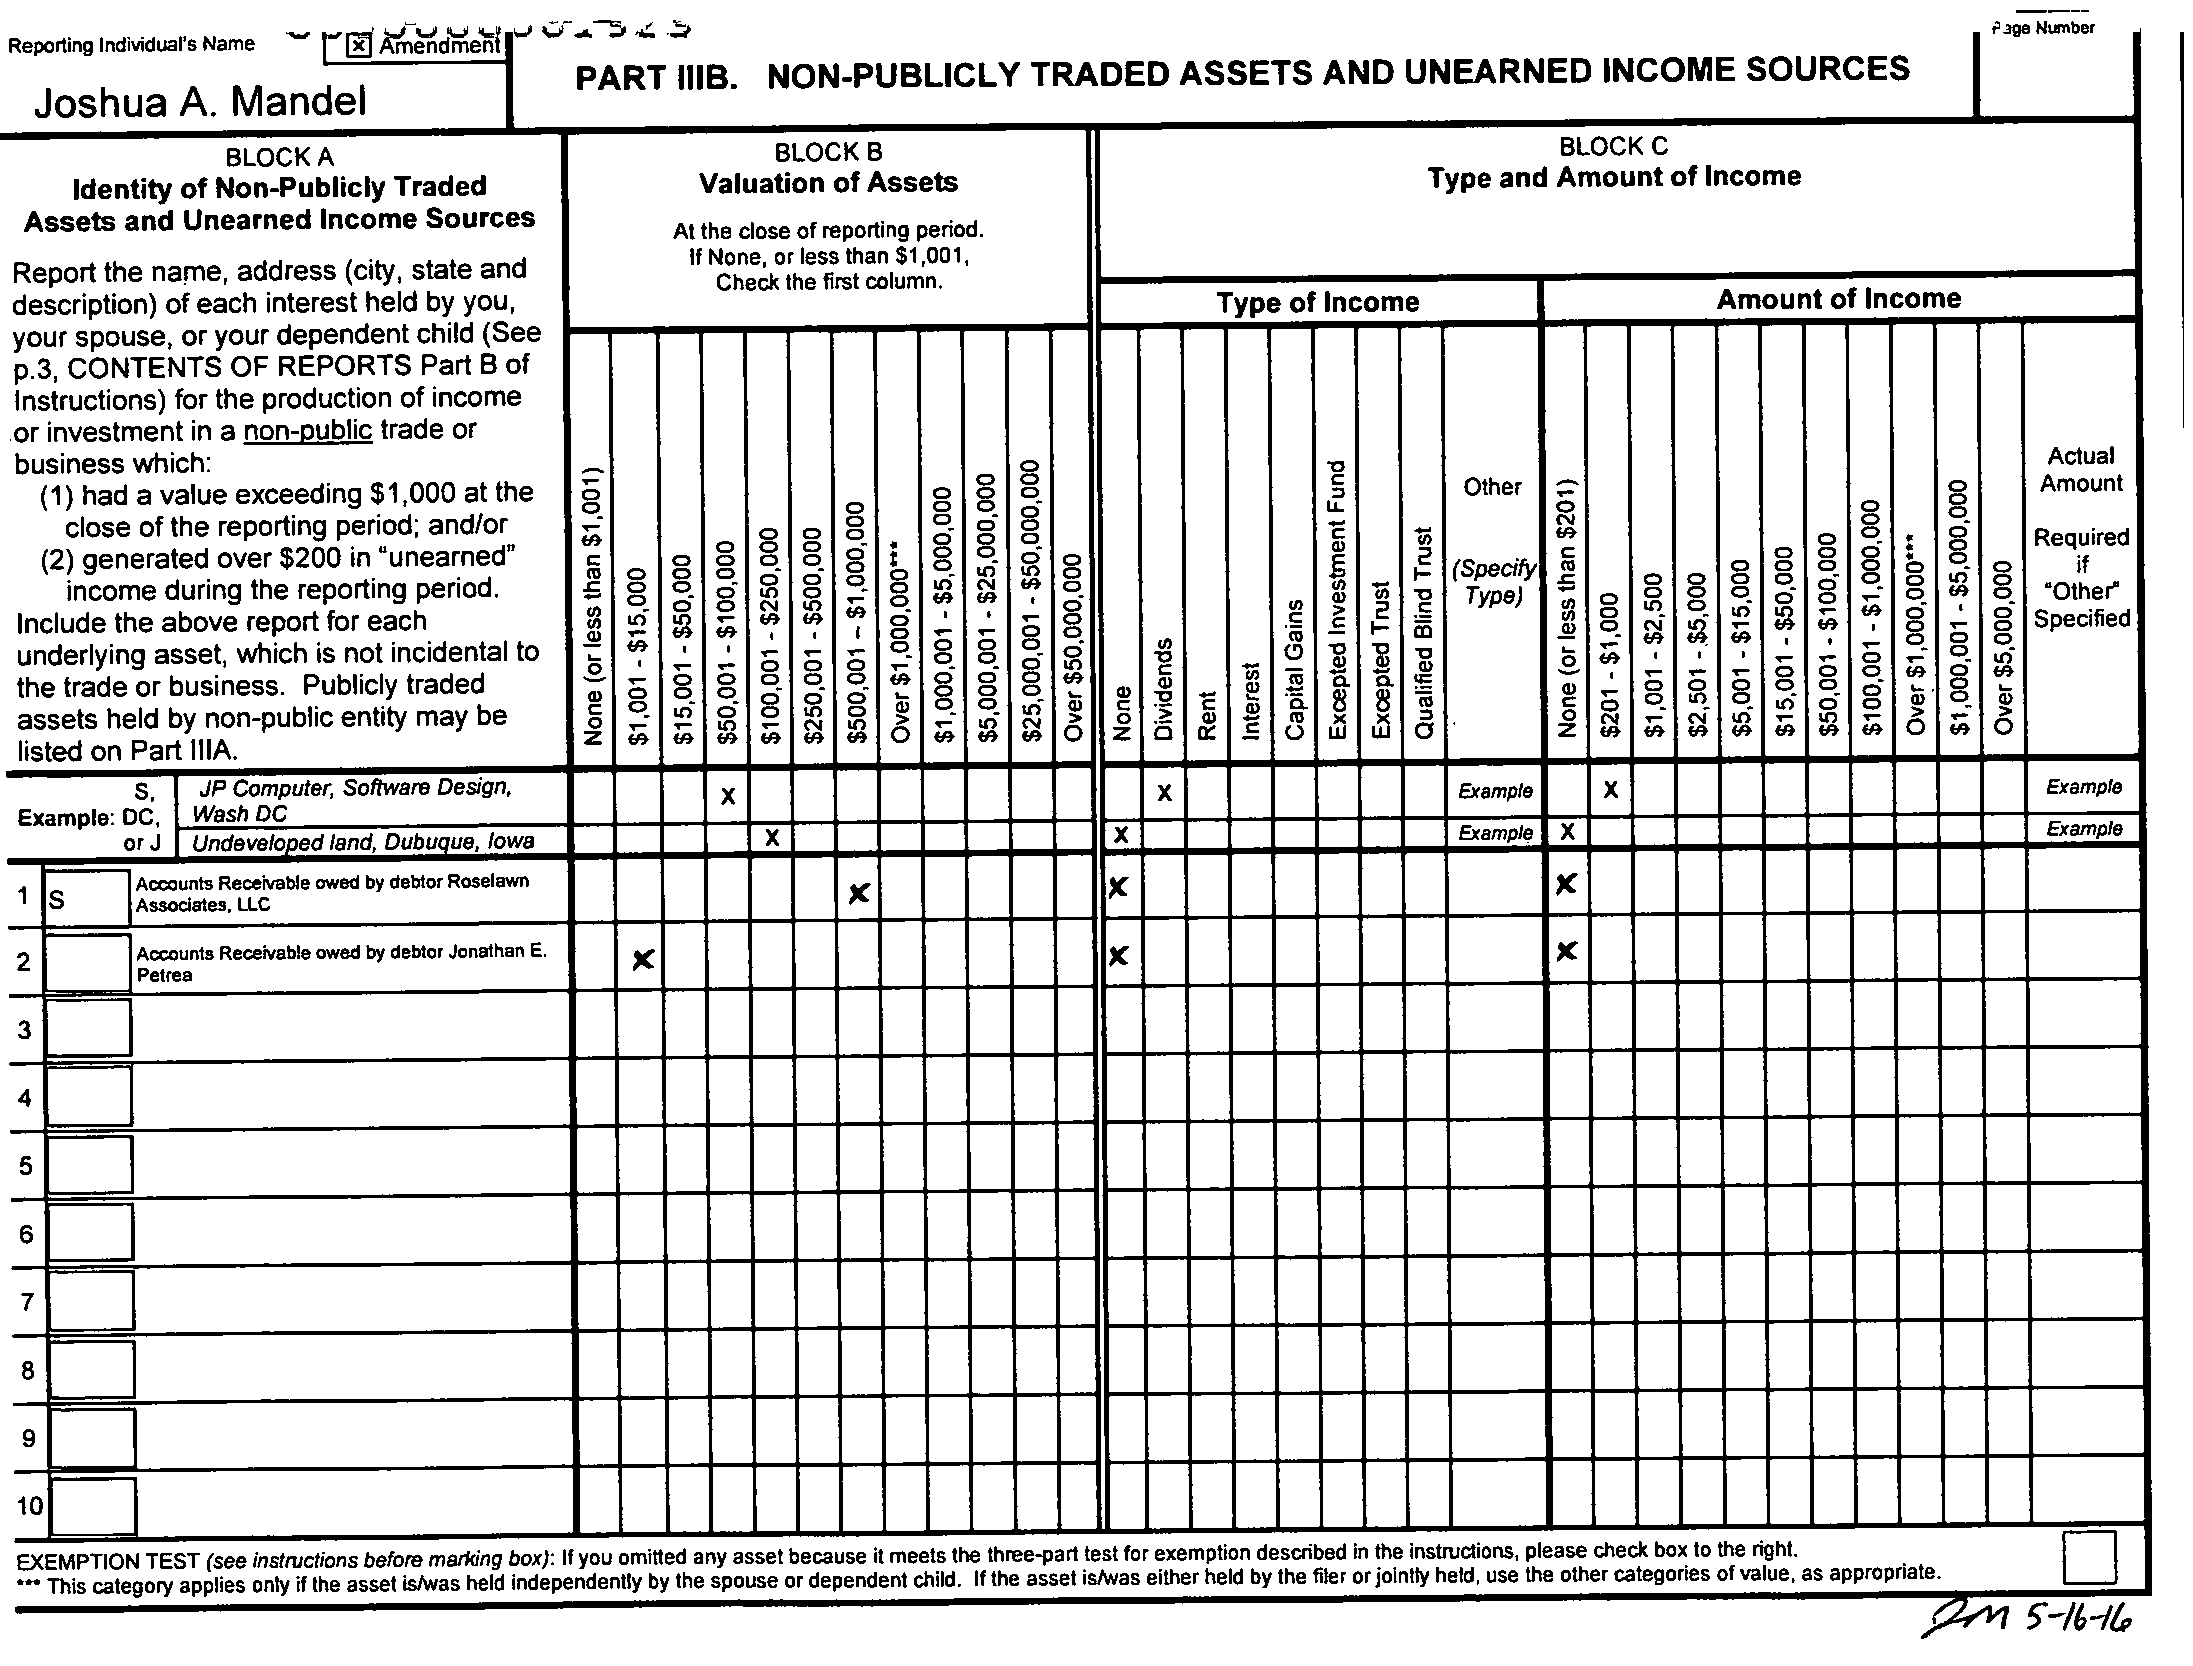 Reporting Individual's Name
☒ Amendment
Joshua A. Mandel
PART IIIB. NON-PUBLICLY TRADED ASSETS AND UNEARNED INCOME SOURCES
Page Number
BLOCK A
Identity of Non-Publicly Traded
Assets and Unearned Income Sources
Report the name, address (city, state and
description) of each interest held by you,
your spouse, or your dependent child (See
p.3, CONTENTS OF REPORTS Part B of
Instructions) for the production of income
or investment in a non-public trade or
business which:
(1) had a value exceeding $1,000 at the
close of the reporting period; and/or
(2) generated over $200 in "unearned"
income during the reporting period.
Include the above report for each
underlying asset, which is not incidental to
the trade or business. Publicly traded
assets held by non-public entity may be
listed on Part IIIA.
BLOCK B
Valuation of Assets
At the close of reporting period.
If None, or less than $1,001,
Check the first column.
None (or less than $1,001)
$1,001 - $15,000
$15,001 - $50,000
$50,001 - $100,000
$100,001 - $250,000
$250,001 - $500,000
$500,001 - $1,000,000
Over $1,000,000***
$1,000,001 - $5,000,000
$5,000,001 - $25,000,000
$25,000,001 - $50,000,000
Over $50,000,000
BLOCK C
Type and Amount of Income
Type of Income
None
Dividends
Rent
Interest
Capital Gains
Excepted Investment Fund
Excepted Trust
Qualified Blind Trust
Other
(Specify
Type)
Amount of Income
None (or less than $201)
$201 - $1,000
$1,001 - $2,500
$2,501 - $5,000
$5,001 - $15,000
$15,001 - $50,000
$50,001 - $100,000
$100,001 - $1,000,000
Over $1,000,000***
$1,000,001 - $5,000,000
Over $5,000,000
Actual
Amount
Required
if
"Other"
Specified
Example: S, DC, or J
JP Computer, Software Design,
Wash DC
X X Example X Example
Undeveloped land, Dubuque, Iowa X X Example X Example
1 S Accounts Receivable owed by debtor Roselawn
Associates, LLC
X X X
2 Accounts Receivable owed by debtor Jonathan E.
Petrea
X X X
3
4
5
6
7
8
9
10
EXEMPTION TEST (see instructions before marking box): If you omitted any asset because it meets the three-part test for exemption described in the instructions, please check box to the right.
*** This category applies only if the asset is/was held independently by the spouse or dependent child. If the asset is/was either held by the filer or jointly held, use the other categories of value, as appropriate.
JM 5-16-16